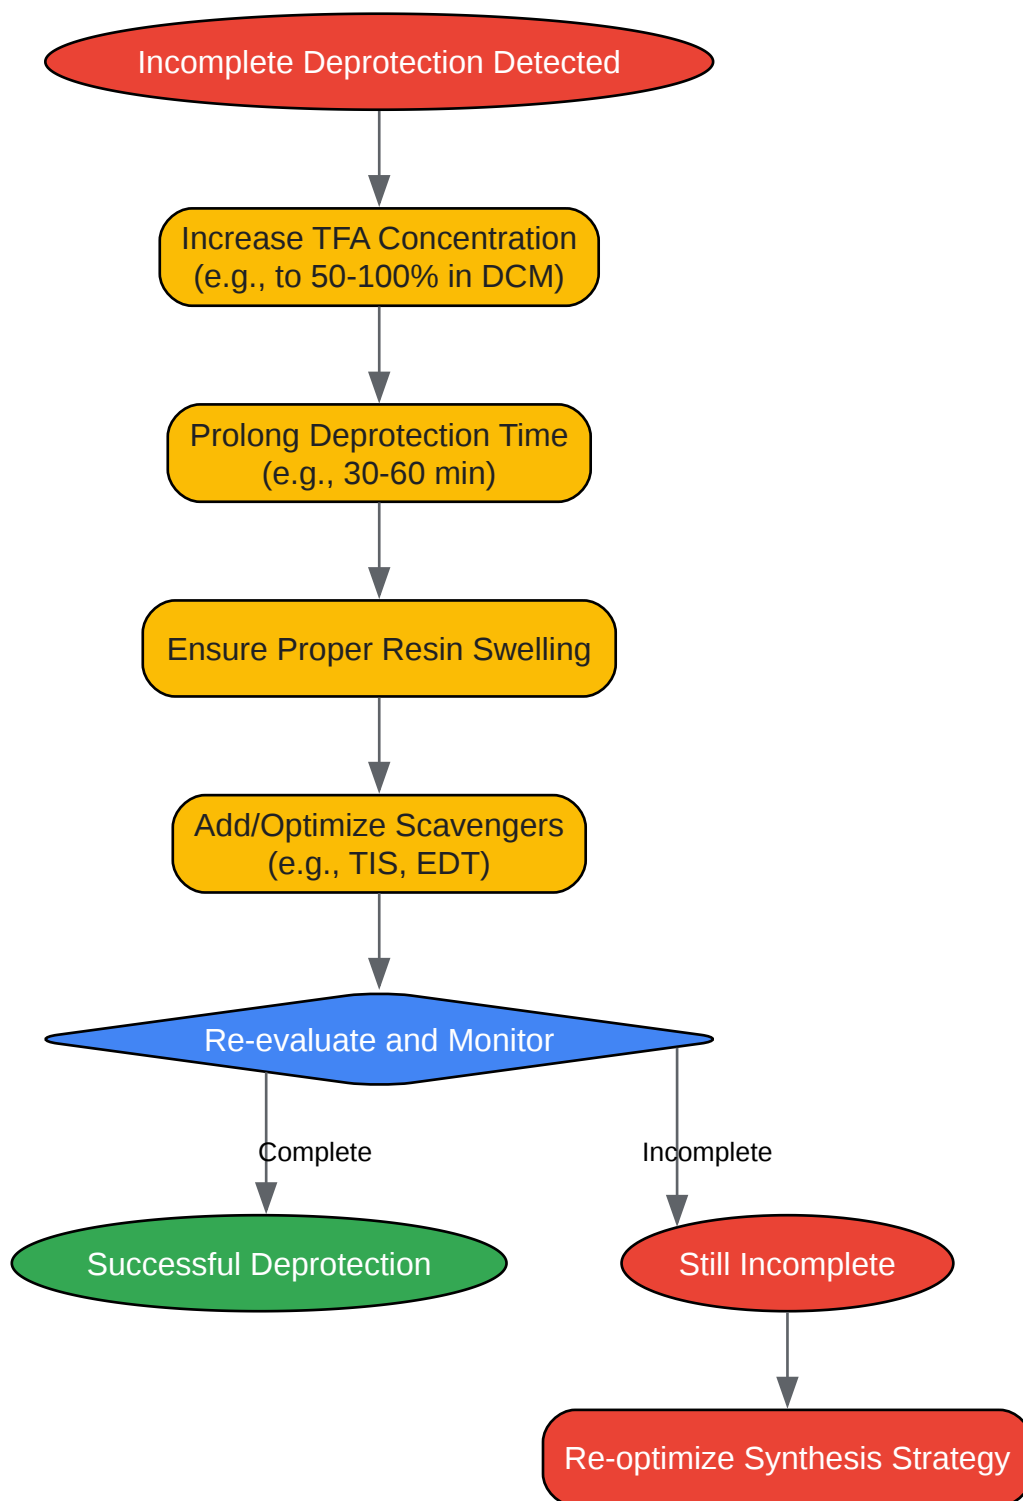 Incomplete Deprotection Detected
Increase TFA Concentration
(e.g., to 50-100% in DCM)
Prolong Deprotection Time
(e.g., 30-60 min)
Ensure Proper Resin Swelling
Add/Optimize Scavengers
(e.g., TIS, EDT)
Re-evaluate and Monitor
Complete
Incomplete
Successful Deprotection
Still Incomplete
Re-optimize Synthesis Strategy